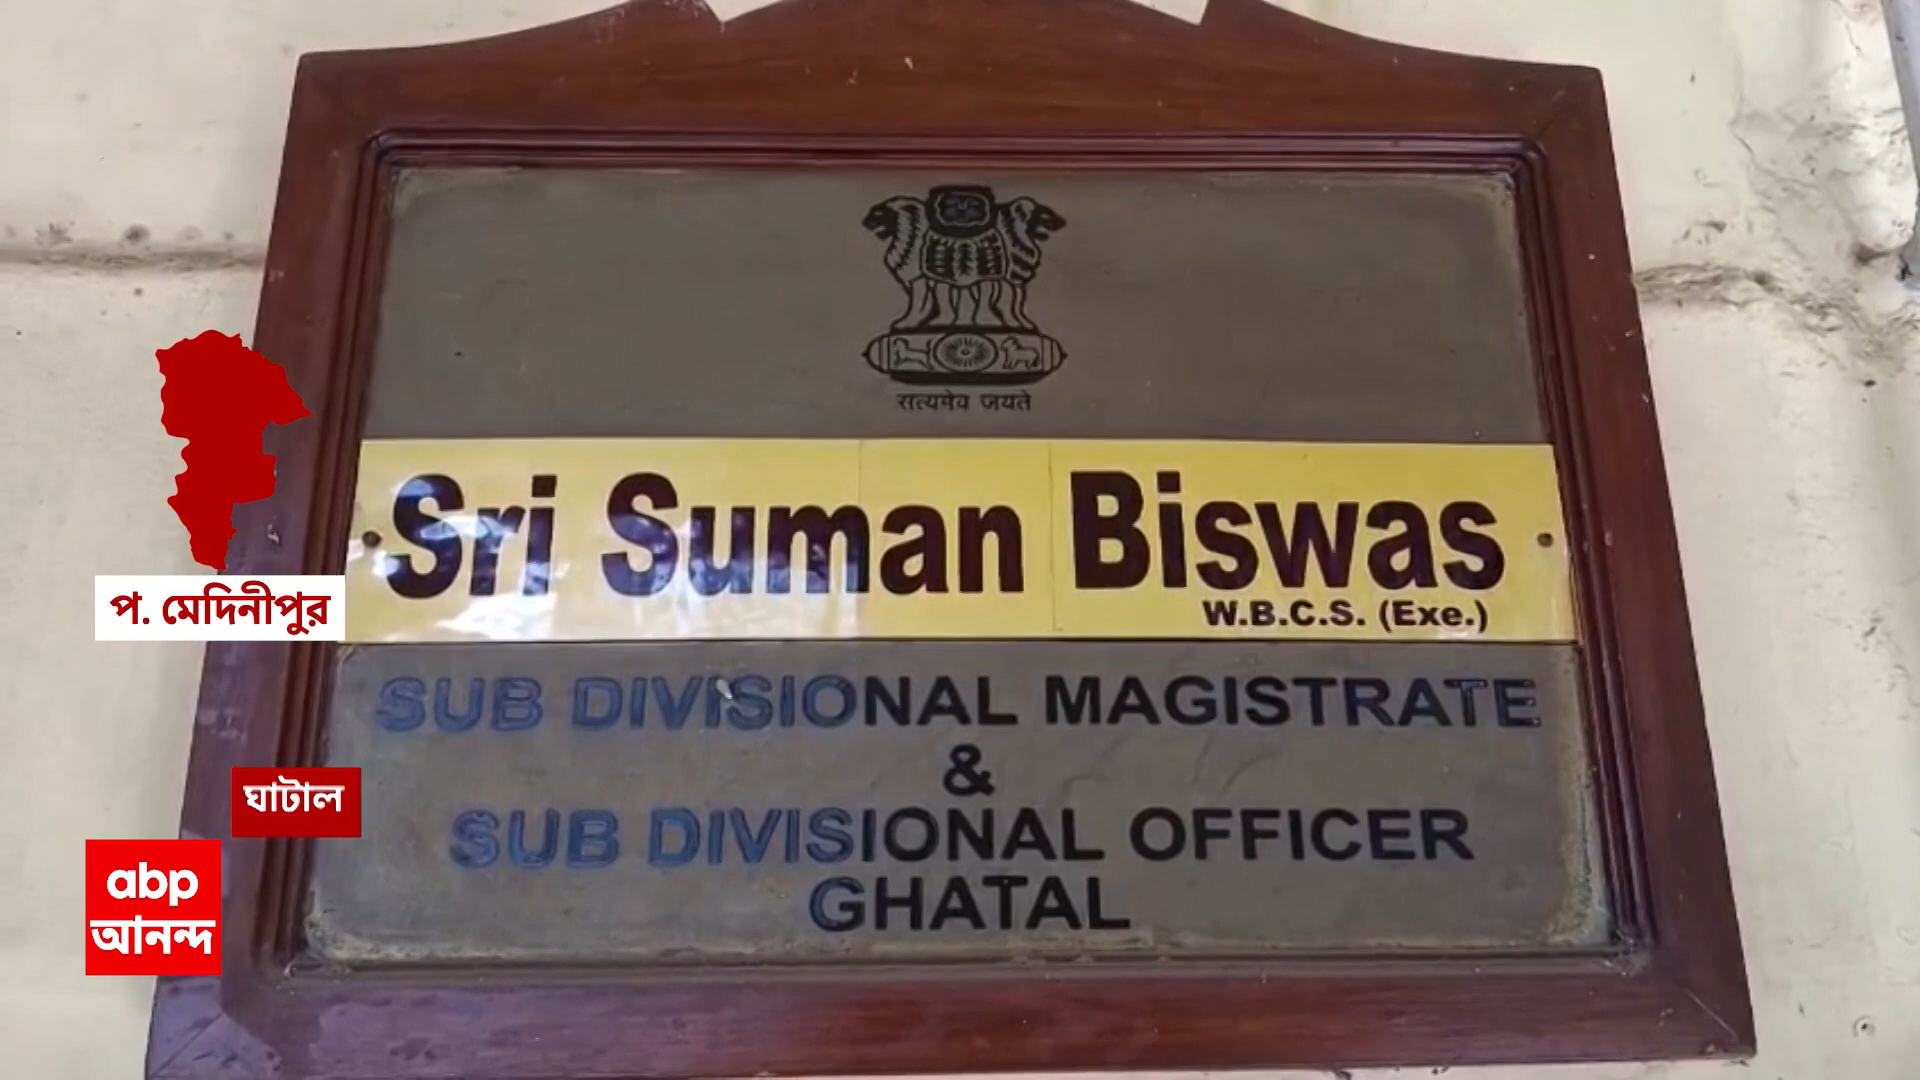 सत्यमेव जयते
Sri Suman Biswas
W.B.C.S. (Exe.)
SUB DIVISIONAL MAGISTRATE
&
SUB DIVISIONAL OFFICER
GHATAL
প. মেদিনীপুর
ঘাটাল
abp
আনন্দ